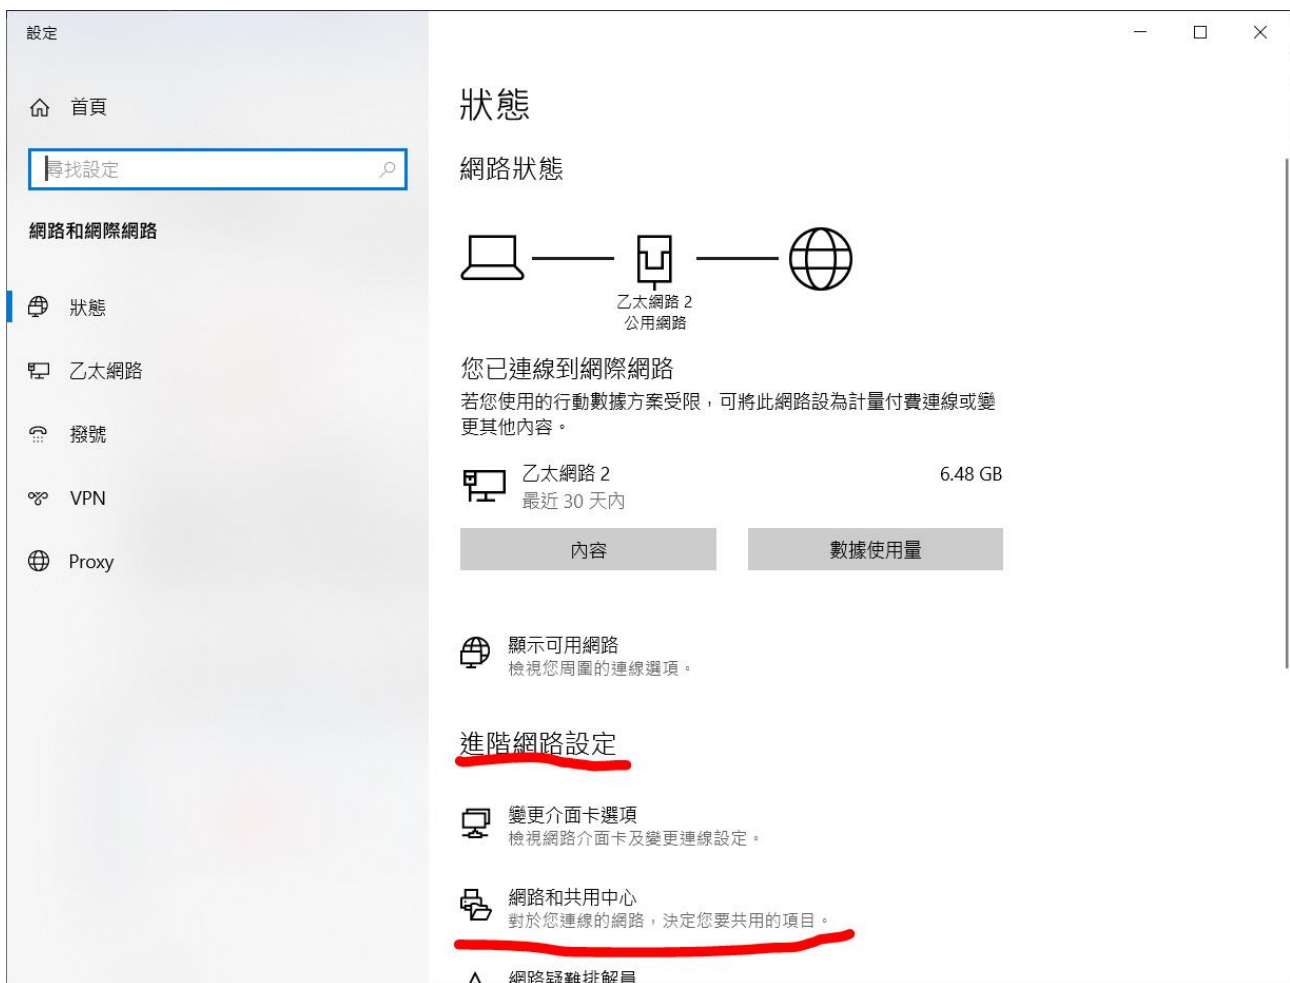 設定
首頁
尋找設定
網路和網際網路
狀態
乙太網路
撥號
VPN
Proxy
狀態
網路狀態
乙太網路 2
公用網路
您已連線到網際網路
若您使用的行動數據方案受限，可將此網路設為計量付費連線或變
更其他內容。
乙太網路 2
6.48 GB
最近 30 天內
內容
數據使用量
顯示可用網路
檢視您周圍的連線選項。
進階網路設定
變更介面卡選項
檢視網路介面卡及變更連線設定。
網路和共用中心
對於您連線的網路，決定您要共用的項目。
網路疑難排解員